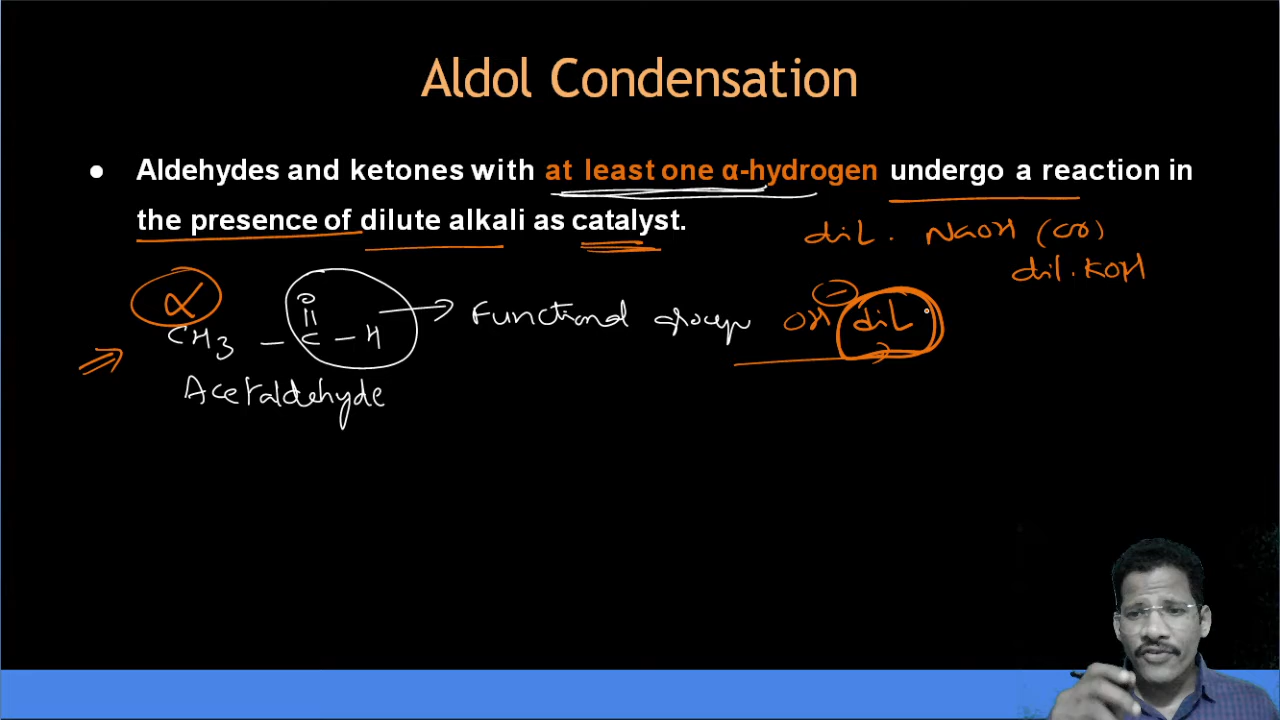 Aldol Condensation
● Aldehydes and ketones with at least one α-hydrogen undergo a reaction in
the presence of dilute alkali as catalyst.
dil. NaOH (or)
dil. KOH
α
O
||
CH3 — C — H → Functional group OH⊖ dil.
Acetaldehyde